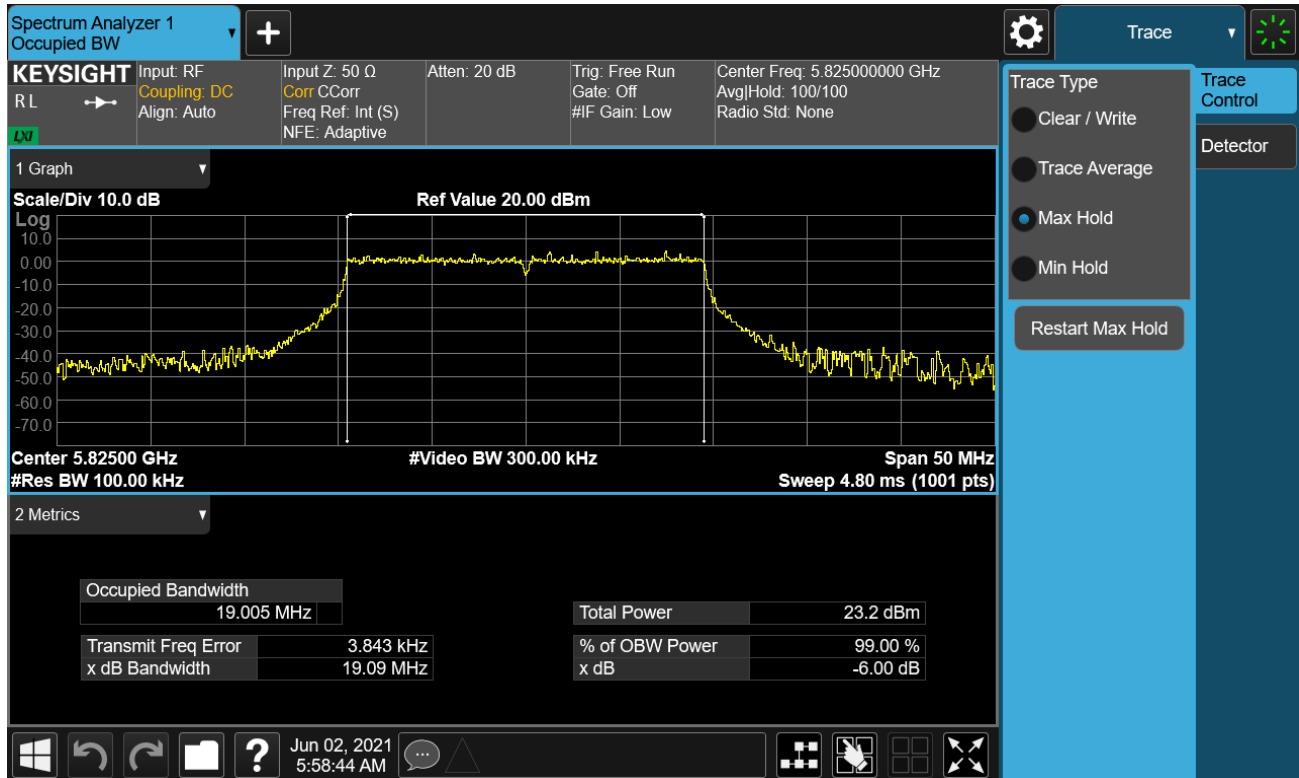 Spectrum Analyzer 1
Occupied BW
+
Trace
KEYSIGHT
R L
LXI
Input: RF
Coupling: DC
Align: Auto
Input Z: 50 Ω
Corr CCorr
Freq Ref: Int (S)
NFE: Adaptive
Atten: 20 dB
Trig: Free Run
Gate: Off
#IF Gain: Low
Center Freq: 5.825000000 GHz
Avg|Hold: 100/100
Radio Std: None
Trace Type
Clear / Write
Trace Average
Max Hold
Min Hold
Restart Max Hold
Trace
Control
Detector
1 Graph
Scale/Div 10.0 dB
Ref Value 20.00 dBm
Log
10.0
0.00
-10.0
-20.0
-30.0
-40.0
-50.0
-60.0
-70.0
Center 5.82500 GHz
#Video BW 300.00 kHz
Span 50 MHz
#Res BW 100.00 kHz
Sweep 4.80 ms (1001 pts)
2 Metrics
Occupied Bandwidth
19.005 MHz
Total Power 23.2 dBm
Transmit Freq Error 3.843 kHz
% of OBW Power 99.00 %
x dB Bandwidth 19.09 MHz
x dB -6.00 dB
?
Jun 02, 2021
5:58:44 AM